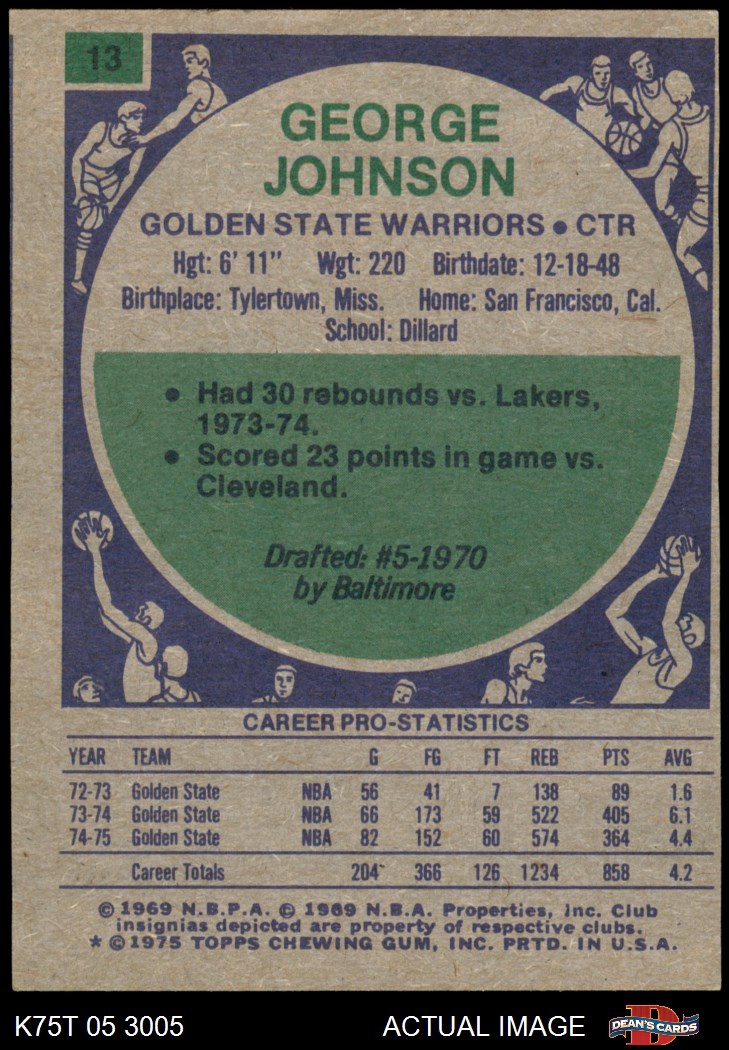 13
GEORGE
JOHNSON
GOLDEN STATE WARRIORS • CTR
Hgt: 6' 11" Wgt: 220 Birthdate: 12-18-48
Birthplace: Tylertown, Miss. Home: San Francisco, Cal.
School: Dillard
• Had 30 rebounds vs. Lakers,
1973-74.
• Scored 23 points in game vs.
Cleveland.
Drafted: #5-1970
by Baltimore
CAREER PRO-STATISTICS
YEAR TEAM G FG FT REB PTS AVG
72-73 Golden State NBA 56 41 7 138 89 1.6
73-74 Golden State NBA 66 173 59 522 405 6.1
74-75 Golden State NBA 82 152 60 574 364 4.4
Career Totals 204 366 126 1234 858 4.2
© 1969 N.B.P.A. © 1969 N.B.A. Properties, Inc. Club
insignias depicted are property of respective clubs.
* © 1975 TOPPS CHEWING GUM, INC. PRTD. IN U.S.A.
K75T 05 3005 ACTUAL IMAGE D DEAN'S CARDS